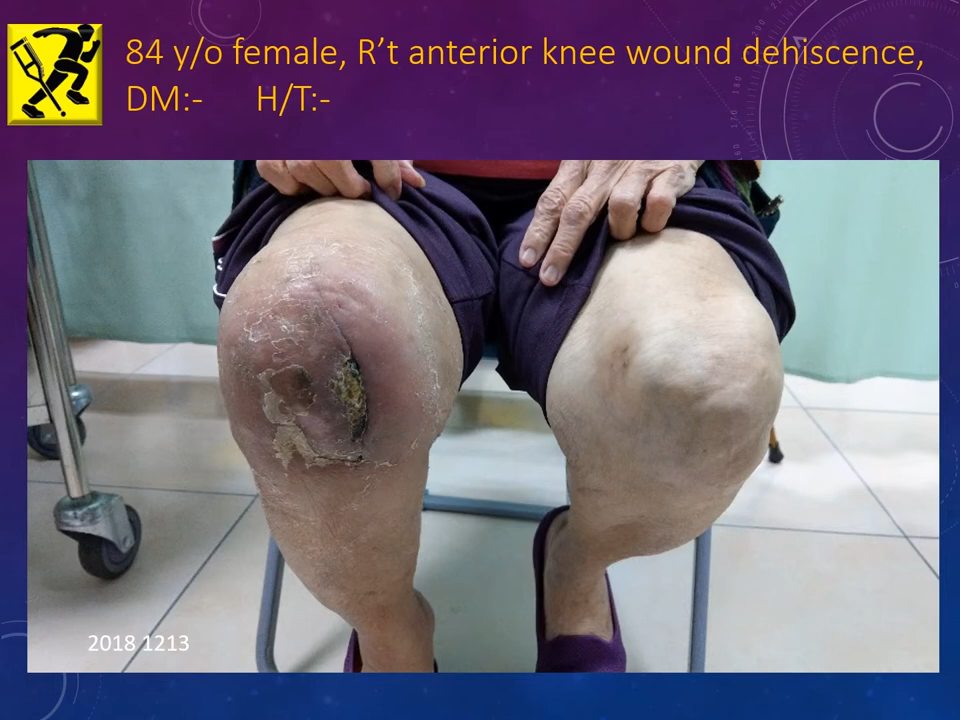 84 y/o female, R’t anterior knee wound dehiscence,
DM:- H/T:-
2018 1213